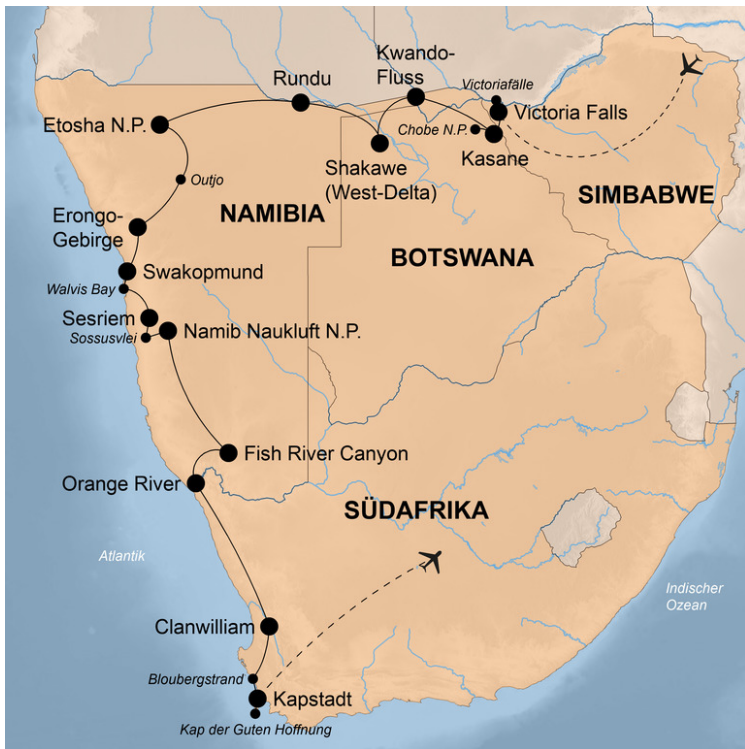 Kwando-
Fluss
Victoriafälle
Rundu
Victoria Falls
Etosha N.P.
Chobe N.P.
Kasane
Shakawe
(West-Delta)
Outjo
SIMBABWE
NAMIBIA
Erongo-
Gebirge
BOTSWANA
Swakopmund
Walvis Bay
Sesriem
Namib Naukluft N.P.
Sossusvlei
Fish River Canyon
Orange River
SÜDAFRIKA
Atlantik
Indischer
Ozean
Clanwilliam
Bloubergstrand
Kapstadt
Kap der Guten Hoffnung